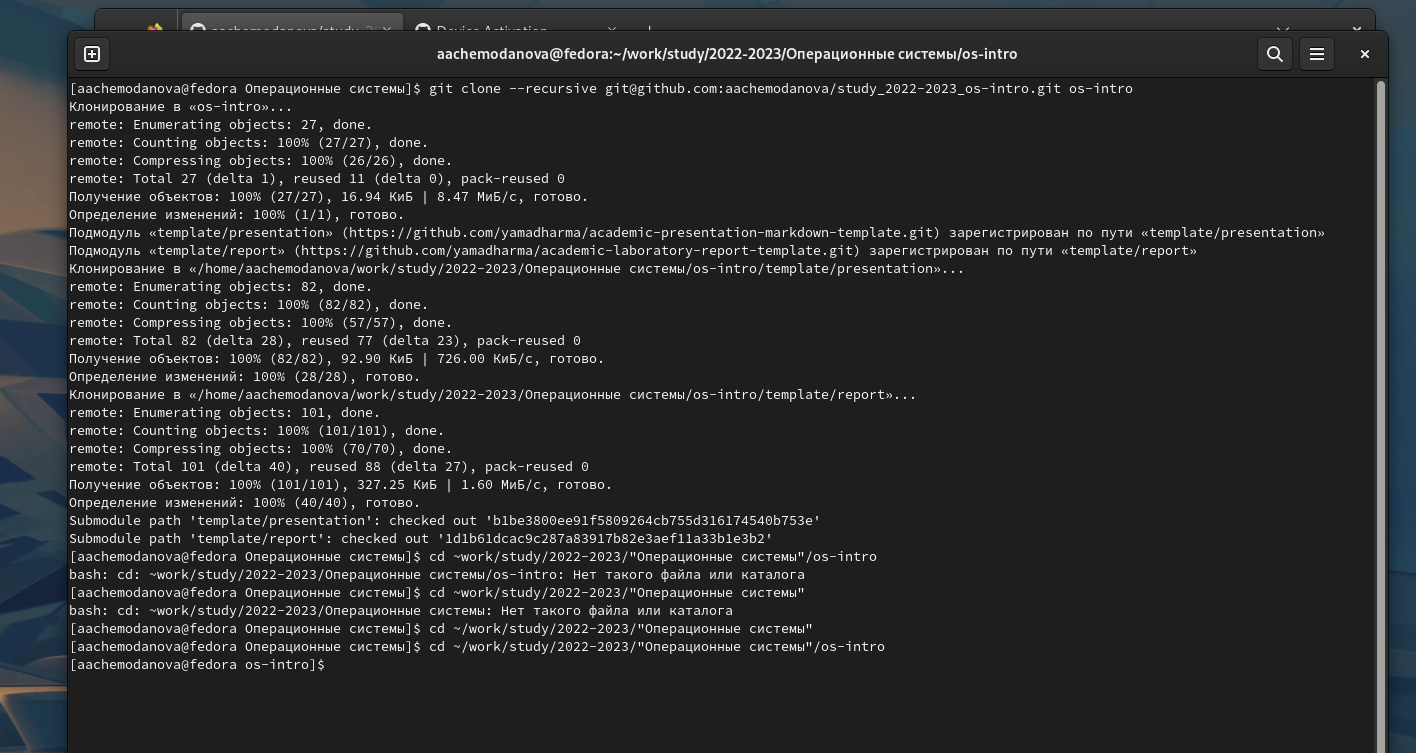 aachemodanova/study_
Device Activation
aachemodanova@fedora:~/work/study/2022-2023/Операционные системы/os-intro
[aachemodanova@fedora Операционные системы]$ git clone --recursive git@github.com:aachemodanova/study_2022-2023_os-intro.git os-intro
Клонирование в «os-intro»...
remote: Enumerating objects: 27, done.
remote: Counting objects: 100% (27/27), done.
remote: Compressing objects: 100% (26/26), done.
remote: Total 27 (delta 1), reused 11 (delta 0), pack-reused 0
Получение объектов: 100% (27/27), 16.94 КиБ | 8.47 МиБ/с, готово.
Определение изменений: 100% (1/1), готово.
Подмодуль «template/presentation» (https://github.com/yamadharma/academic-presentation-markdown-template.git) зарегистрирован по пути «template/presentation»
Подмодуль «template/report» (https://github.com/yamadharma/academic-laboratory-report-template.git) зарегистрирован по пути «template/report»
Клонирование в «/home/aachemodanova/work/study/2022-2023/Операционные системы/os-intro/template/presentation»...
remote: Enumerating objects: 82, done.
remote: Counting objects: 100% (82/82), done.
remote: Compressing objects: 100% (57/57), done.
remote: Total 82 (delta 28), reused 77 (delta 23), pack-reused 0
Получение объектов: 100% (82/82), 92.90 КиБ | 726.00 КиБ/с, готово.
Определение изменений: 100% (28/28), готово.
Клонирование в «/home/aachemodanova/work/study/2022-2023/Операционные системы/os-intro/template/report»...
remote: Enumerating objects: 101, done.
remote: Counting objects: 100% (101/101), done.
remote: Compressing objects: 100% (70/70), done.
remote: Total 101 (delta 40), reused 88 (delta 27), pack-reused 0
Получение объектов: 100% (101/101), 327.25 КиБ | 1.60 МиБ/с, готово.
Определение изменений: 100% (40/40), готово.
Submodule path 'template/presentation': checked out 'b1be3800ee91f5809264cb755d316174540b753e'
Submodule path 'template/report': checked out '1d1b61dcac9c287a83917b82e3aef11a33b1e3b2'
[aachemodanova@fedora Операционные системы]$ cd ~work/study/2022-2023/"Операционные системы"/os-intro
bash: cd: ~work/study/2022-2023/Операционные системы/os-intro: Нет такого файла или каталога
[aachemodanova@fedora Операционные системы]$ cd ~work/study/2022-2023/"Операционные системы"
bash: cd: ~work/study/2022-2023/Операционные системы: Нет такого файла или каталога
[aachemodanova@fedora Операционные системы]$ cd ~/work/study/2022-2023/"Операционные системы"
[aachemodanova@fedora Операционные системы]$ cd ~/work/study/2022-2023/"Операционные системы"/os-intro
[aachemodanova@fedora os-intro]$